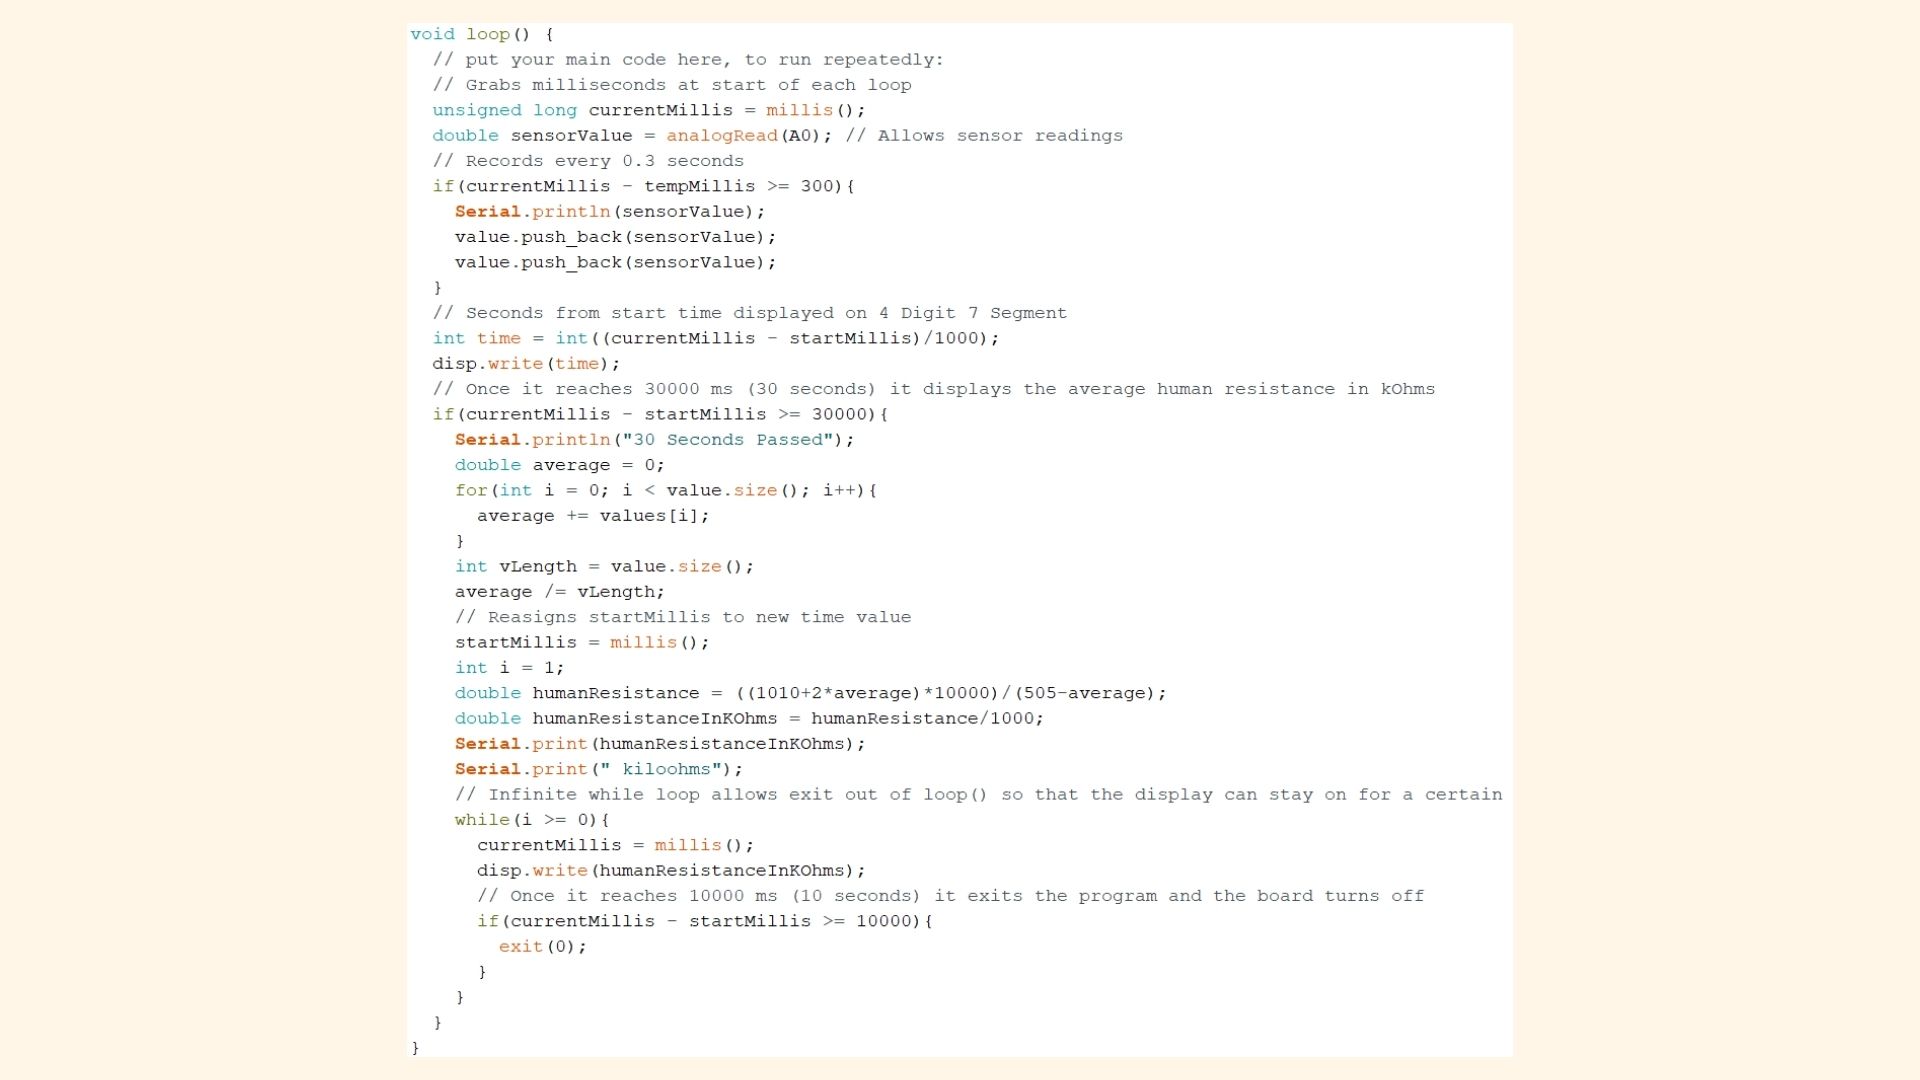 void loop() {
// put your main code here, to run repeatedly:
// Grabs milliseconds at start of each loop
unsigned long currentMillis = millis();
double sensorValue = analogRead(A0); // Allows sensor readings
// Records every 0.3 seconds
if(currentMillis - tempMillis >= 300){
Serial.println(sensorValue);
value.push_back(sensorValue);
value.push_back(sensorValue);
}
// Seconds from start time displayed on 4 Digit 7 Segment
int time = int((currentMillis - startMillis)/1000);
disp.write(time);
// Once it reaches 30000 ms (30 seconds) it displays the average human resistance in kOhms
if(currentMillis - startMillis >= 30000){
Serial.println("30 Seconds Passed");
double average = 0;
for(int i = 0; i < value.size(); i++){
average += values[i];
}
int vLength = value.size();
average /= vLength;
// Reasigns startMillis to new time value
startMillis = millis();
int i = 1;
double humanResistance = ((1010+2*average)*10000)/(505-average);
double humanResistanceInKOhms = humanResistance/1000;
Serial.print(humanResistanceInKOhms);
Serial.print(" kiloohms");
// Infinite while loop allows exit out of loop() so that the display can stay on for a certain
while(i >= 0){
currentMillis = millis();
disp.write(humanResistanceInKOhms);
// Once it reaches 10000 ms (10 seconds) it exits the program and the board turns off
if(currentMillis - startMillis >= 10000){
exit(0);
}
}
}
}